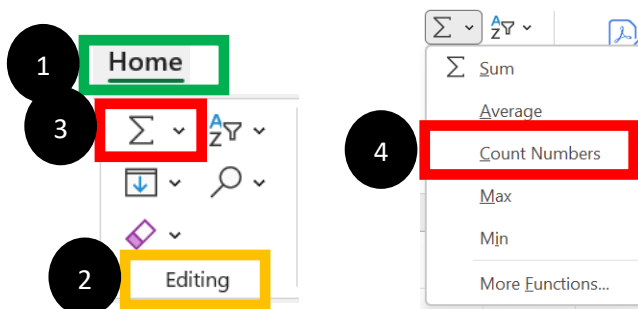 1
Home
3
2
Editing
Sum
Average
4
Count Numbers
Max
Min
More Functions...